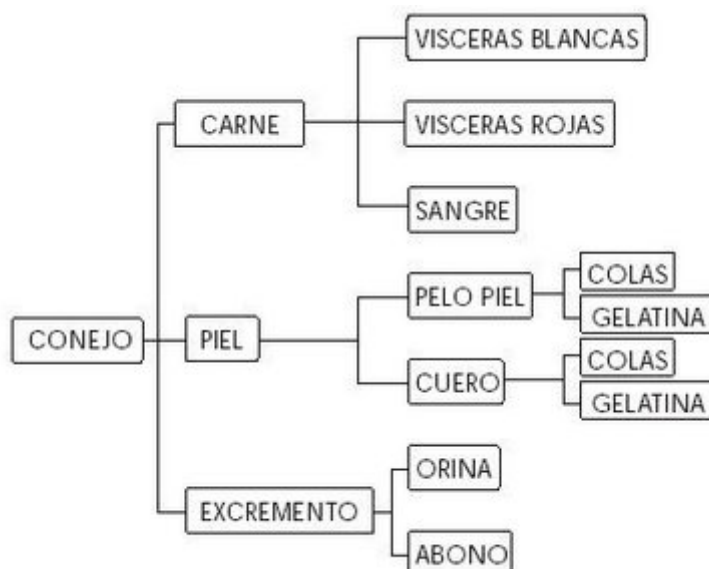 VISCERAS BLANCAS
CARNE
VISCERAS ROJAS
SANGRE
CONEJO
PIEL
PELO PIEL
COLAS
GELATINA
CUERO
COLAS
GELATINA
EXCREMENTO
ORINA
ABONO